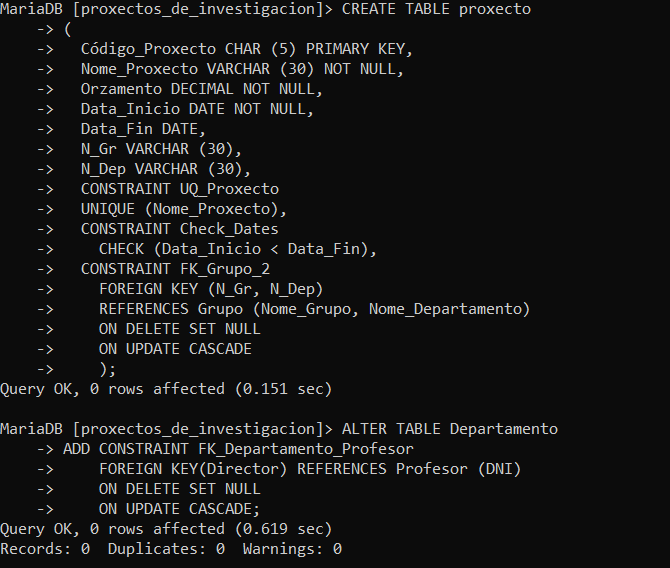 MariaDB [proxectos_de_investigacion]> CREATE TABLE proxecto
    -> (
    ->   Código_Proxecto CHAR (5) PRIMARY KEY,
    ->   Nome_Proxecto VARCHAR (30) NOT NULL,
    ->   Orzamento DECIMAL NOT NULL,
    ->   Data_Inicio DATE NOT NULL,
    ->   Data_Fin DATE,
    ->   N_Gr VARCHAR (30),
    ->   N_Dep VARCHAR (30),
    ->   CONSTRAINT UQ_Proxecto
    ->   UNIQUE (Nome_Proxecto),
    ->   CONSTRAINT Check_Dates
    ->     CHECK (Data_Inicio < Data_Fin),
    ->   CONSTRAINT FK_Grupo_2
    ->     FOREIGN KEY (N_Gr, N_Dep)
    ->     REFERENCES Grupo (Nome_Grupo, Nome_Departamento)
    ->     ON DELETE SET NULL
    ->     ON UPDATE CASCADE
    ->     );
Query OK, 0 rows affected (0.151 sec)

MariaDB [proxectos_de_investigacion]> ALTER TABLE Departamento
    -> ADD CONSTRAINT FK_Departamento_Profesor
    ->     FOREIGN KEY(Director) REFERENCES Profesor (DNI)
    ->     ON DELETE SET NULL
    ->     ON UPDATE CASCADE;
Query OK, 0 rows affected (0.619 sec)
Records: 0  Duplicates: 0  Warnings: 0